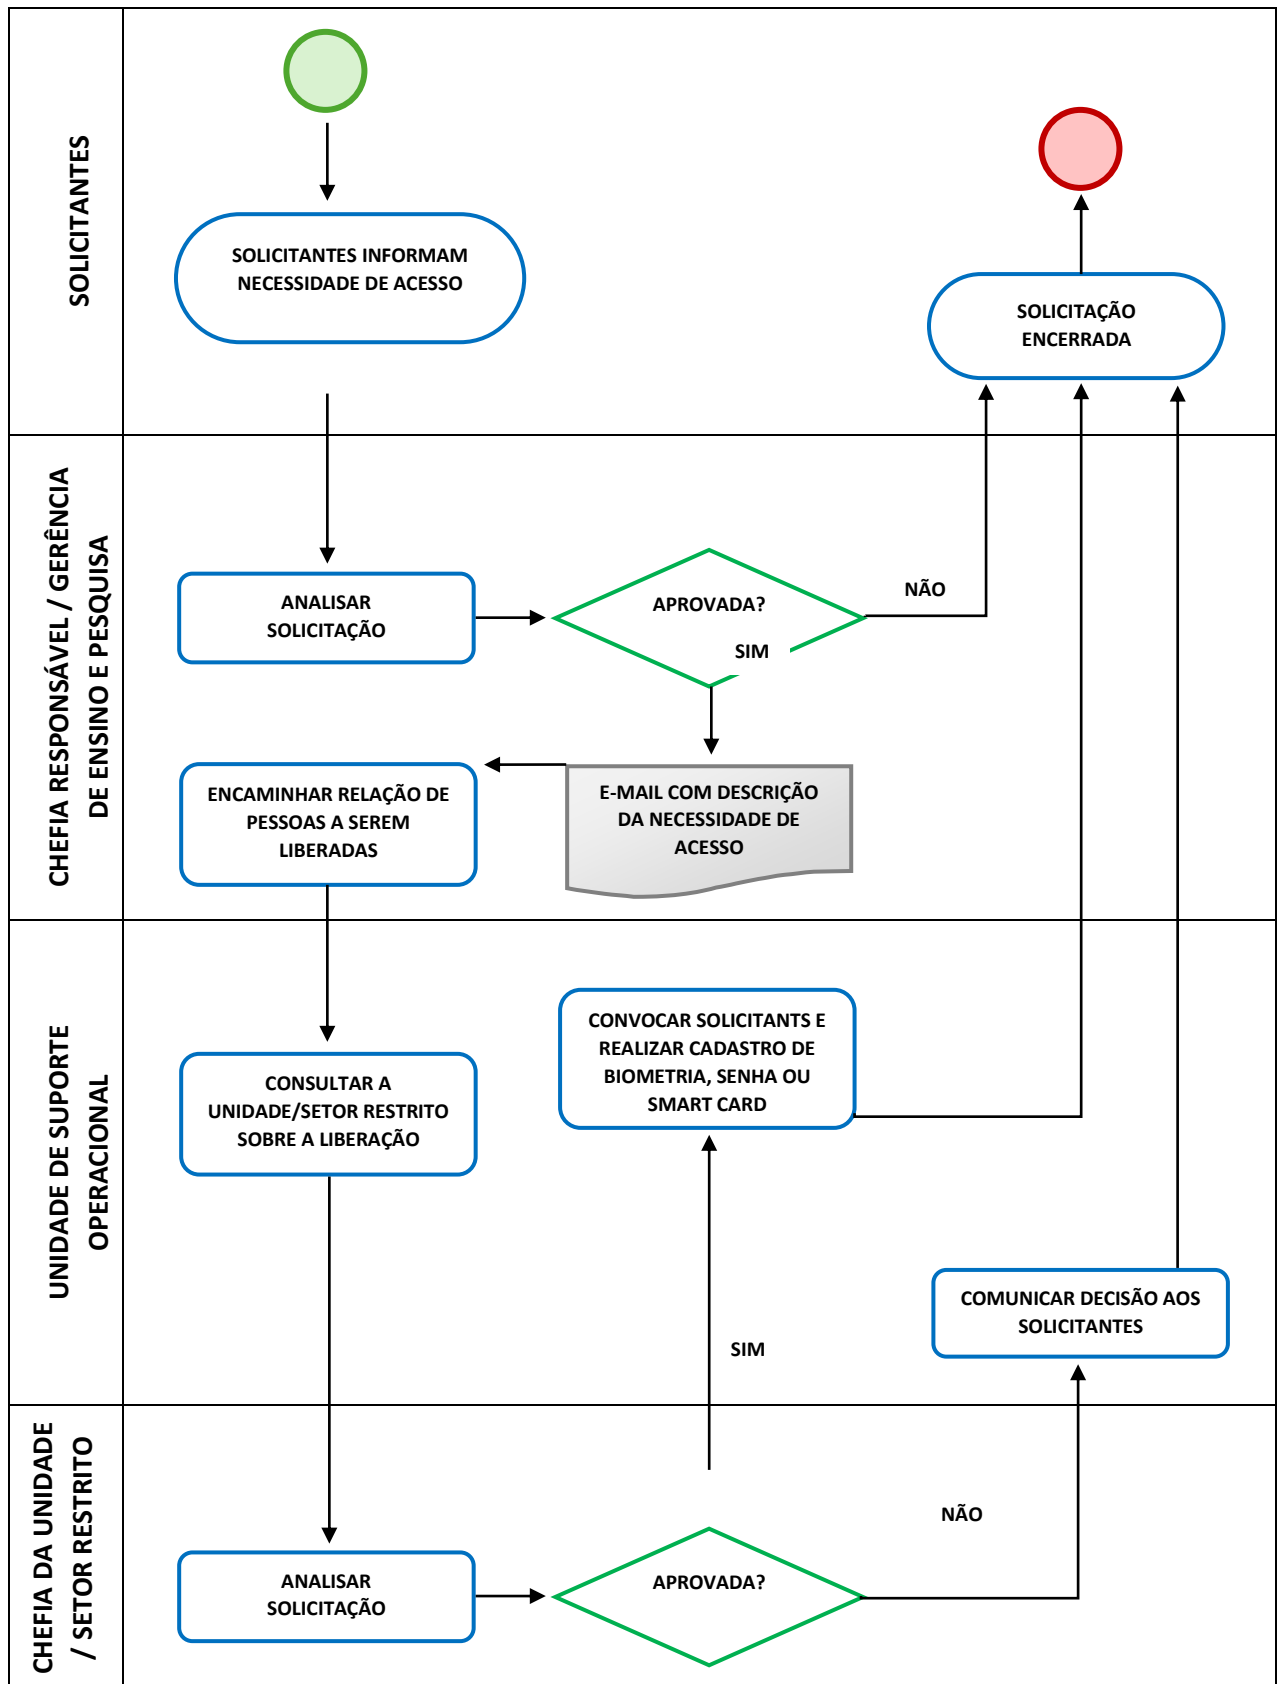 SOLICITANTES
SOLICITANTES INFORMAM
NECESSIDADE DE ACESSO
SOLICITAÇÃO
ENCERRADA
CHEFIA RESPONSÁVEL / GERÊNCIA
DE ENSINO E PESQUISA
ANALISAR
SOLICITAÇÃO
APROVADA?
NÃO
SIM
ENCAMINHAR RELAÇÃO DE
PESSOAS A SEREM
LIBERADAS
E-MAIL COM DESCRIÇÃO
DA NECESSIDADE DE
ACESSO
UNIDADE DE SUPORTE
OPERACIONAL
CONSULTAR A
UNIDADE/SETOR RESTRITO
SOBRE A LIBERAÇÃO
CONVOCAR SOLICITANTS E
REALIZAR CADASTRO DE
BIOMETRIA, SENHA OU
SMART CARD
COMUNICAR DECISÃO AOS
SOLICITANTES
SIM
CHEFIA DA UNIDADE
/ SETOR RESTRITO
ANALISAR
SOLICITAÇÃO
APROVADA?
NÃO